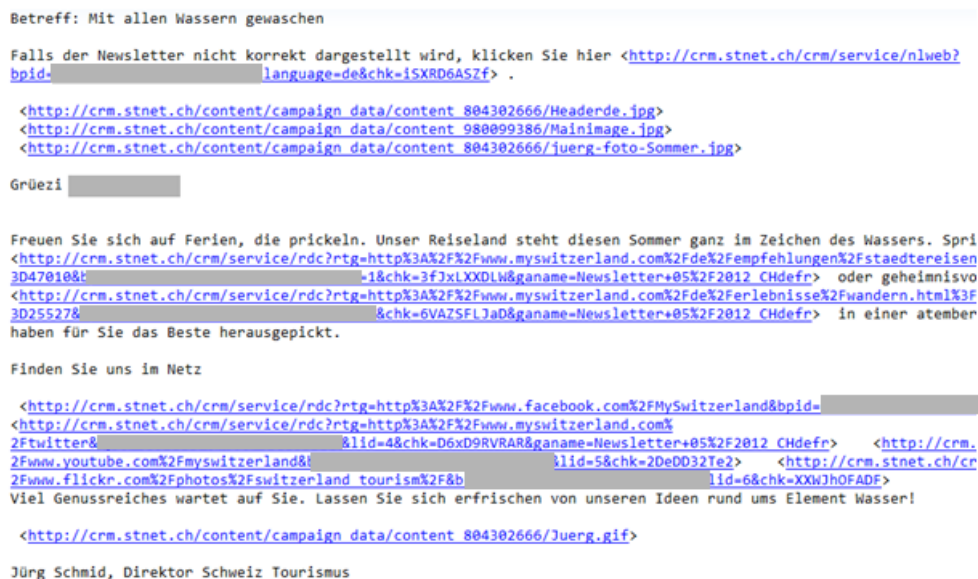 Betreff: Mit allen Wassern gewaschen
Falls der Newsletter nicht korrekt dargestellt wird, klicken Sie hier <http://crm.stnet.ch/crm/service/nlweb?
bpid= language=de&chk=iSXRD6ASZf> .
<http://crm.stnet.ch/content/campaign_data/content_804302666/Headerde.jpg>
<http://crm.stnet.ch/content/campaign_data/content_980099386/Mainimage.jpg>
<http://crm.stnet.ch/content/campaign_data/content_804302666/juerg-foto-Sommer.jpg>
Grüezi
Freuen Sie sich auf Ferien, die prickeln. Unser Reiseland steht diesen Sommer ganz im Zeichen des Wassers. Spri
<http://crm.stnet.ch/crm/service/rdc?rtg=http%3A%2F%2Fwww.myswitzerland.com%2Fde%2Fempfehlungen%2Fstaedtereisen
3D47010&b =1&chk=3fJxLXXDLW&ganame=Newsletter+05%2F2012_CHdefr> oder geheimnisvo
<http://crm.stnet.ch/crm/service/rdc?rtg=http%3A%2F%2Fwww.myswitzerland.com%2Fde%2Ferlebnisse%2Fwandern.html%3F
3D25527& &chk=6VAZSFLJaD&ganame=Newsletter+05%2F2012_CHdefr> in einer atember
haben für Sie das Beste herausgepickt.
Finden Sie uns im Netz
<http://crm.stnet.ch/crm/service/rdc?rtg=http%3A%2F%2Fwww.facebook.com%2FMySwitzerland&bpid=
<http://crm.stnet.ch/crm/service/rdc?rtg=http%3A%2F%2Fwww.myswitzerland.com%
2Ftwitter& &lid=4&chk=D6xD9RVRAR&ganame=Newsletter+05%2F2012_CHdefr> <http://crm.
2Fwww.youtube.com%2Fmyswitzerland& &lid=5&chk=2DeDD32Te2> <http://crm.stnet.ch/cr
2Fwww.flickr.com%2Fphotos%2Fswitzerland_tourism%2F&b lid=6&chk=XXWJhOFADF>
Viel Genussreiches wartet auf Sie. Lassen Sie sich erfrischen von unseren Ideen rund ums Element Wasser!
<http://crm.stnet.ch/content/campaign_data/content_804302666/Juerg.gif>
Jürg Schmid, Direktor Schweiz Tourismus